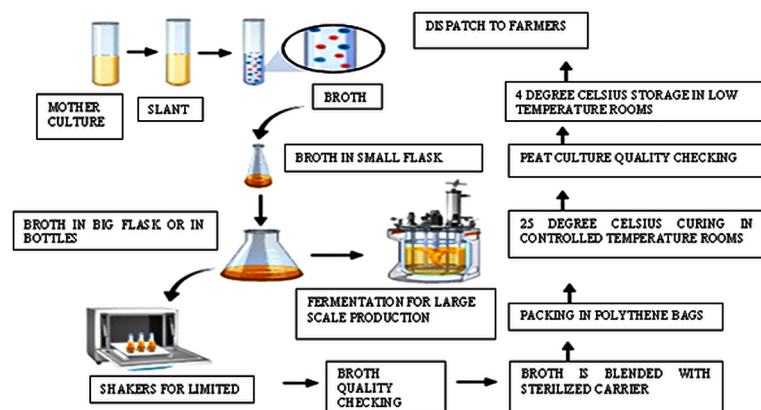 MOTHER
CULTURE
SLANT
BROTH
BROTH IN SMALL FLASK
BROTH IN BIG FLASK OR IN
BOTTLES
FERMENTATION FOR LARGE
SCALE PRODUCTION
SHAKERS FOR LIMITED
BROTH
QUALITY
CHECKING
BROTH IS BLENDED WITH
STERILIZED CARRIER
PACKING IN POLYTHENE BAGS
25 DEGREE CELSIUS CURING IN
CONTROLLED TEMPERATURE ROOMS
PEAT CULTURE QUALITY CHECKING
4 DEGREE CELSIUS STORAGE IN LOW
TEMPERATURE ROOMS
DISPATCH TO FARMERS